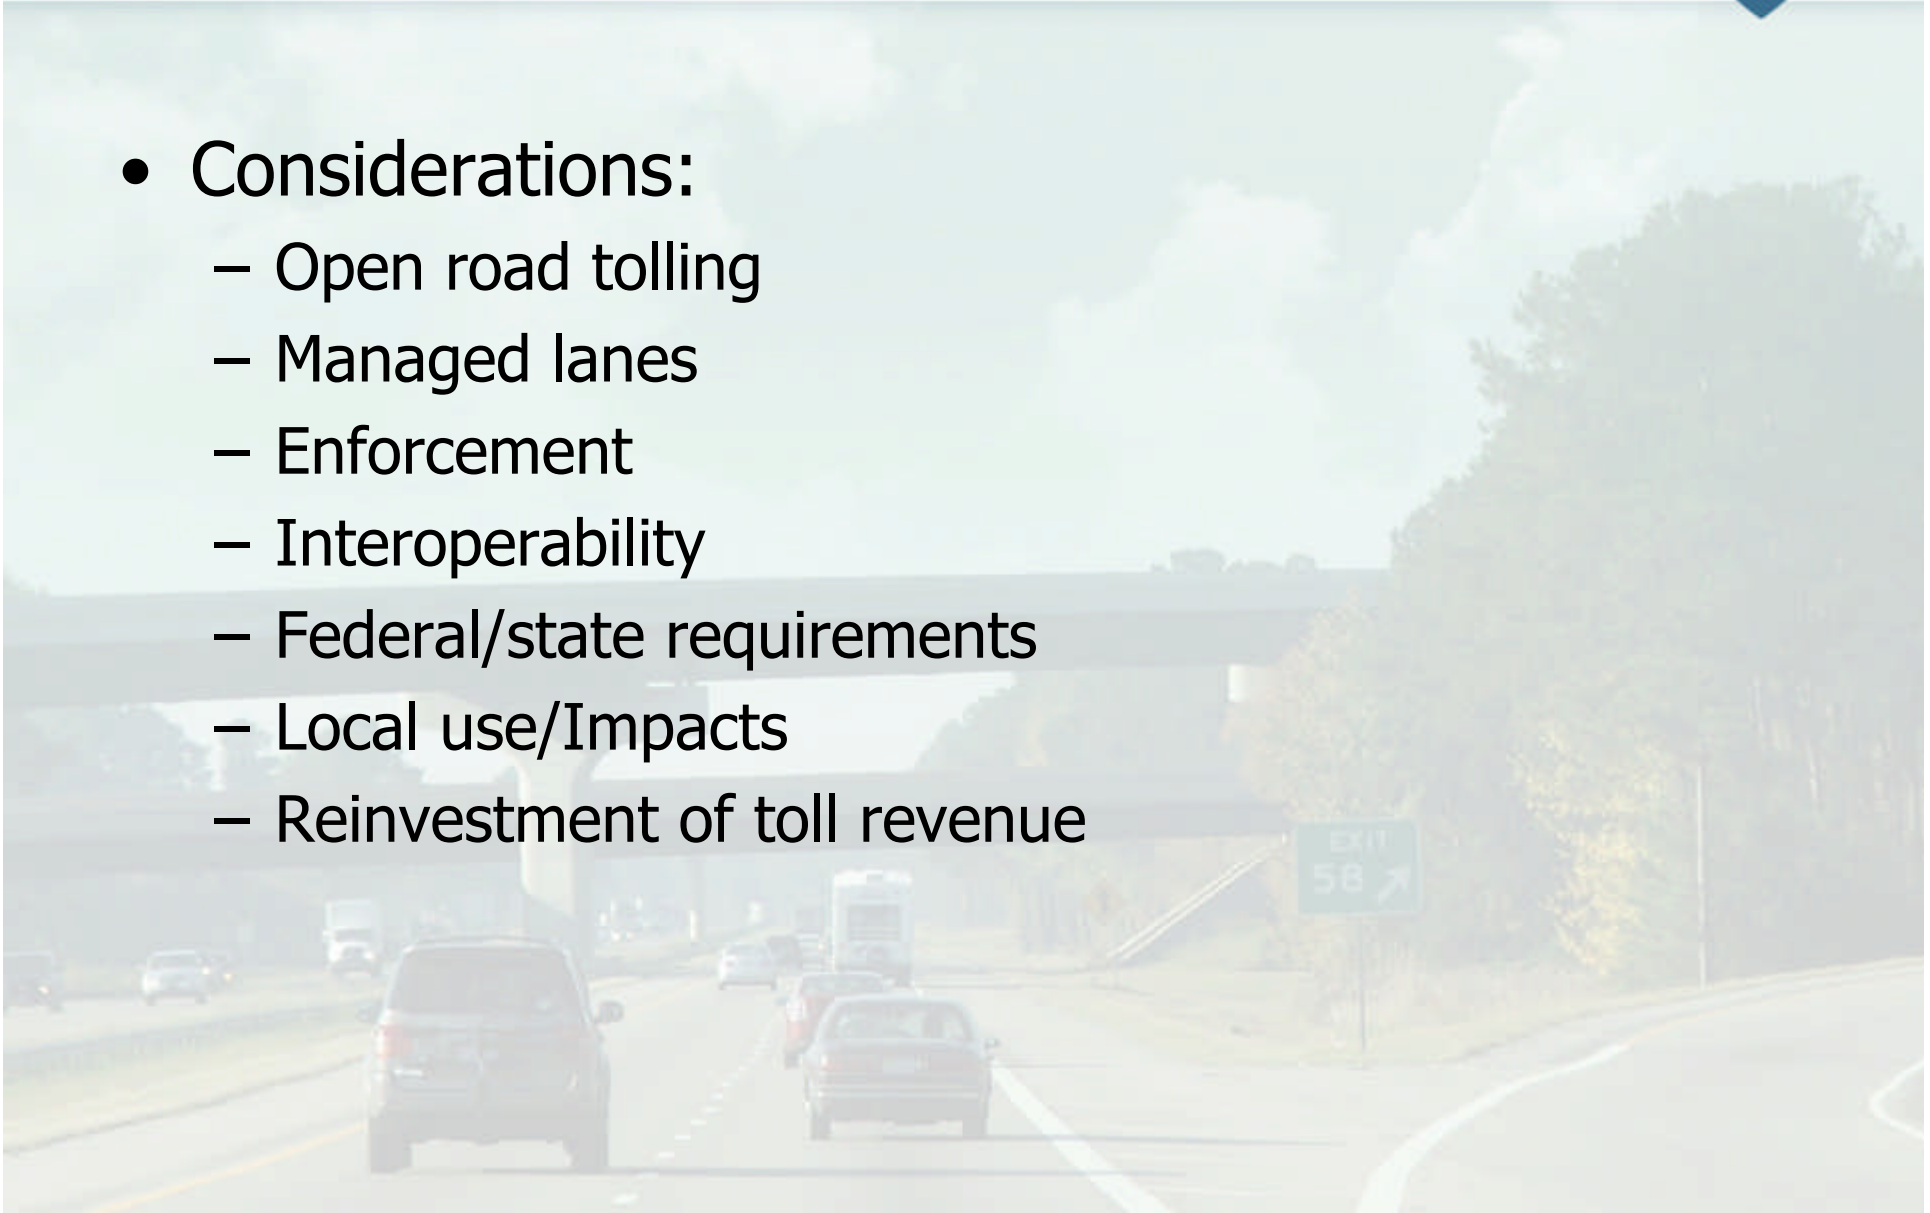 • Considerations:
– Open road tolling
– Managed lanes
– Enforcement
– Interoperability
– Federal/state requirements
– Local use/Impacts
– Reinvestment of toll revenue
EXIT
58